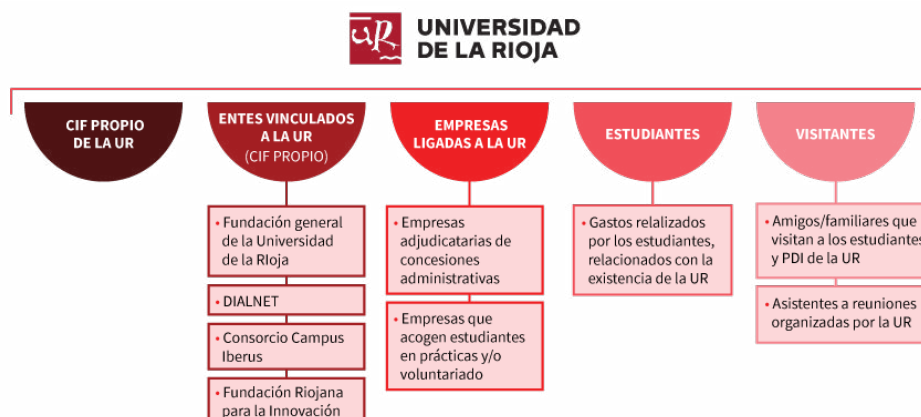 uR
UNIVERSIDAD
DE LA RIOJA
CIF PROPIO
DE LA UR
ENTES VINCULADOS
A LA UR
(CIF PROPIO)
• Fundación general
de la Universidad
de la RIoja
• DIALNET
• Consorcio Campus
Iberus
• Fundación Riojana
para la Innovación
EMPRESAS
LIGADAS A LA UR
• Empresas
adjudicatarias de
concesiones
administrativas
• Empresas que
acogen estudiantes
en prácticas y/o
voluntariado
ESTUDIANTES
• Gastos relalizados
por los estudiantes,
relacionados con la
existencia de la UR
VISITANTES
• Amigos/familiares que
visitan a los estudiantes
y PDI de la UR
• Asistentes a reuniones
organizadas por la UR